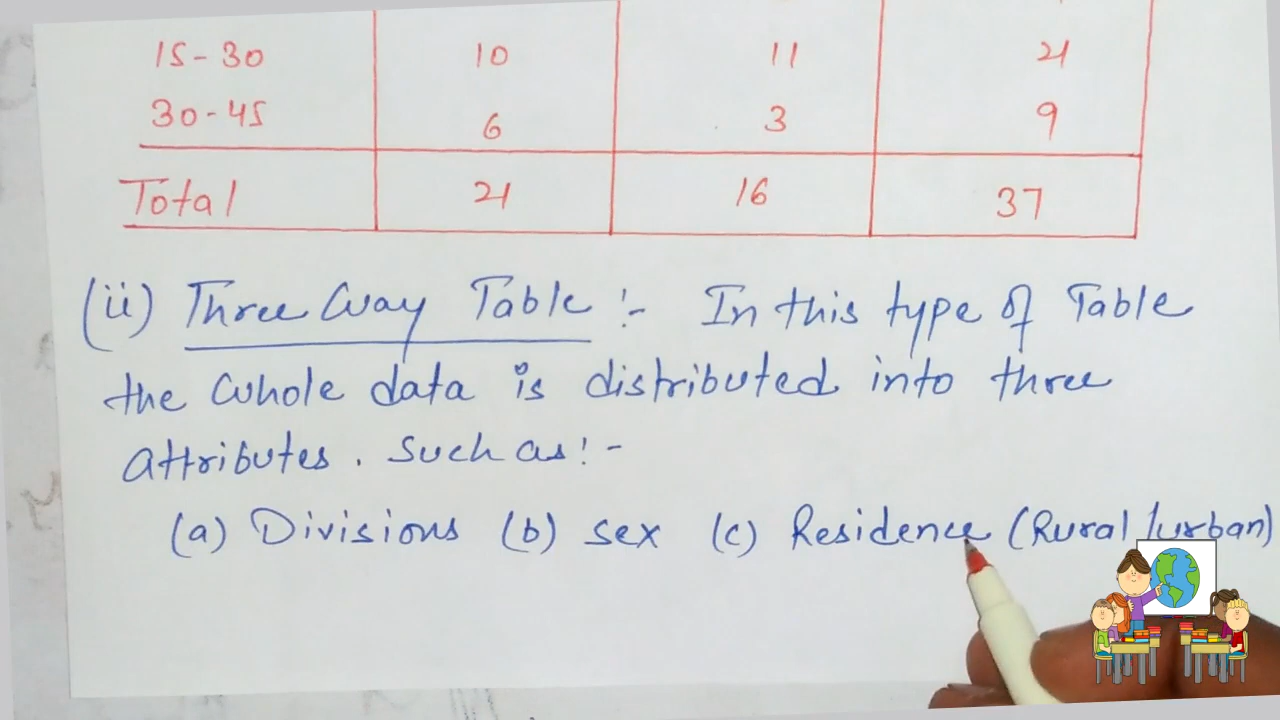 15-30 10 11 21
30-45 6 3 9
Total 21 16 37
(ii) Three Way Table :- In this type of Table
the whole data is distributed into three
attributes. Such as :-
(a) Divisions (b) sex (c) Residence (Rural/urban)